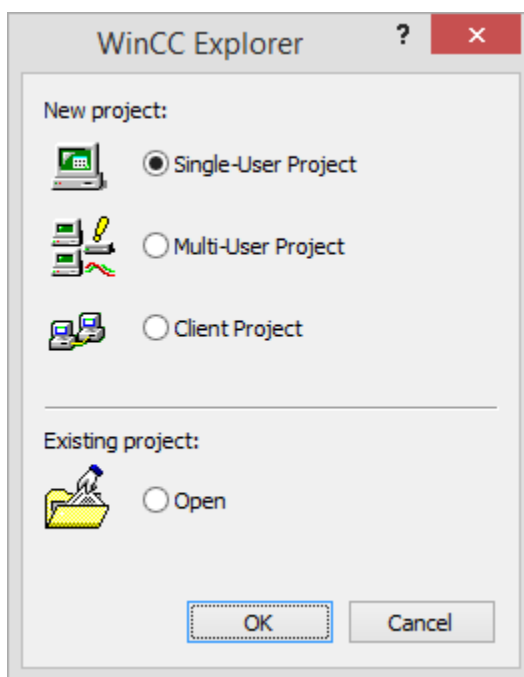 WinCC Explorer
?
×
New project:
Single-User Project
Multi-User Project
Client Project
Existing project:
Open
OK
Cancel